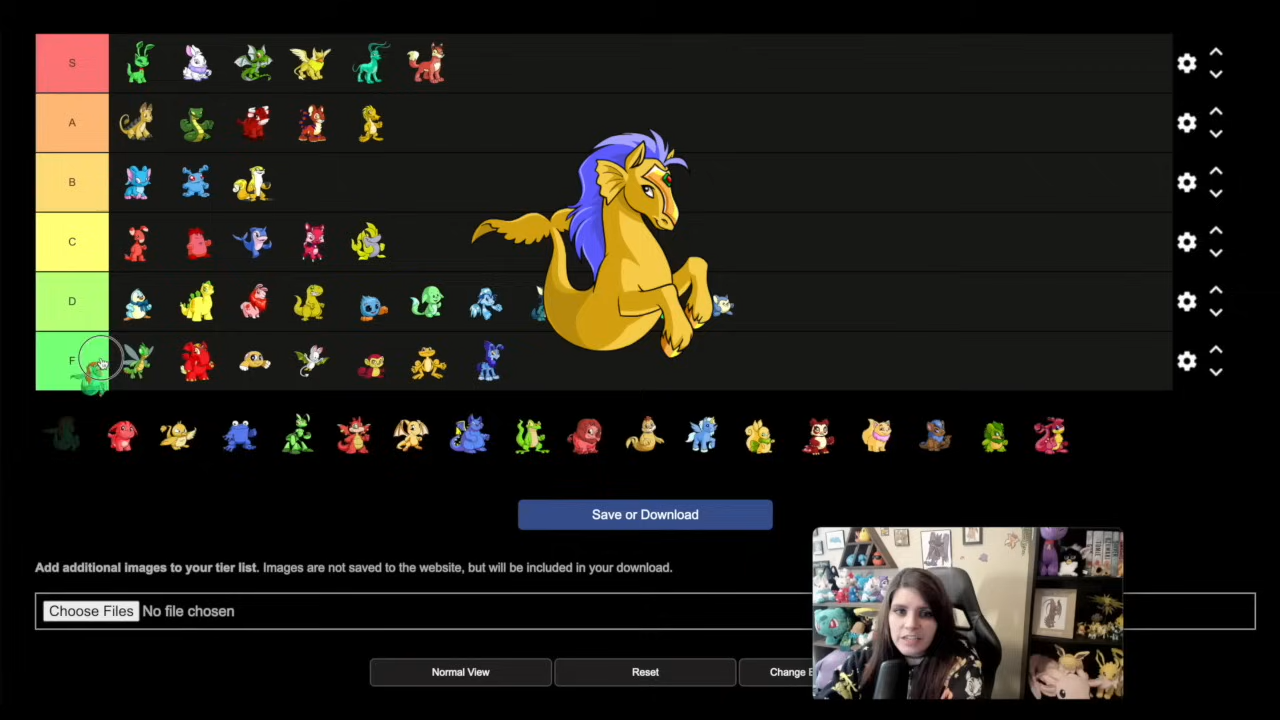 S
A
B
C
D
F
Save or Download
Add additional images to your tier list. Images are not saved to the website, but will be included in your download.
Choose Files No file chosen
Normal View
Reset
Change